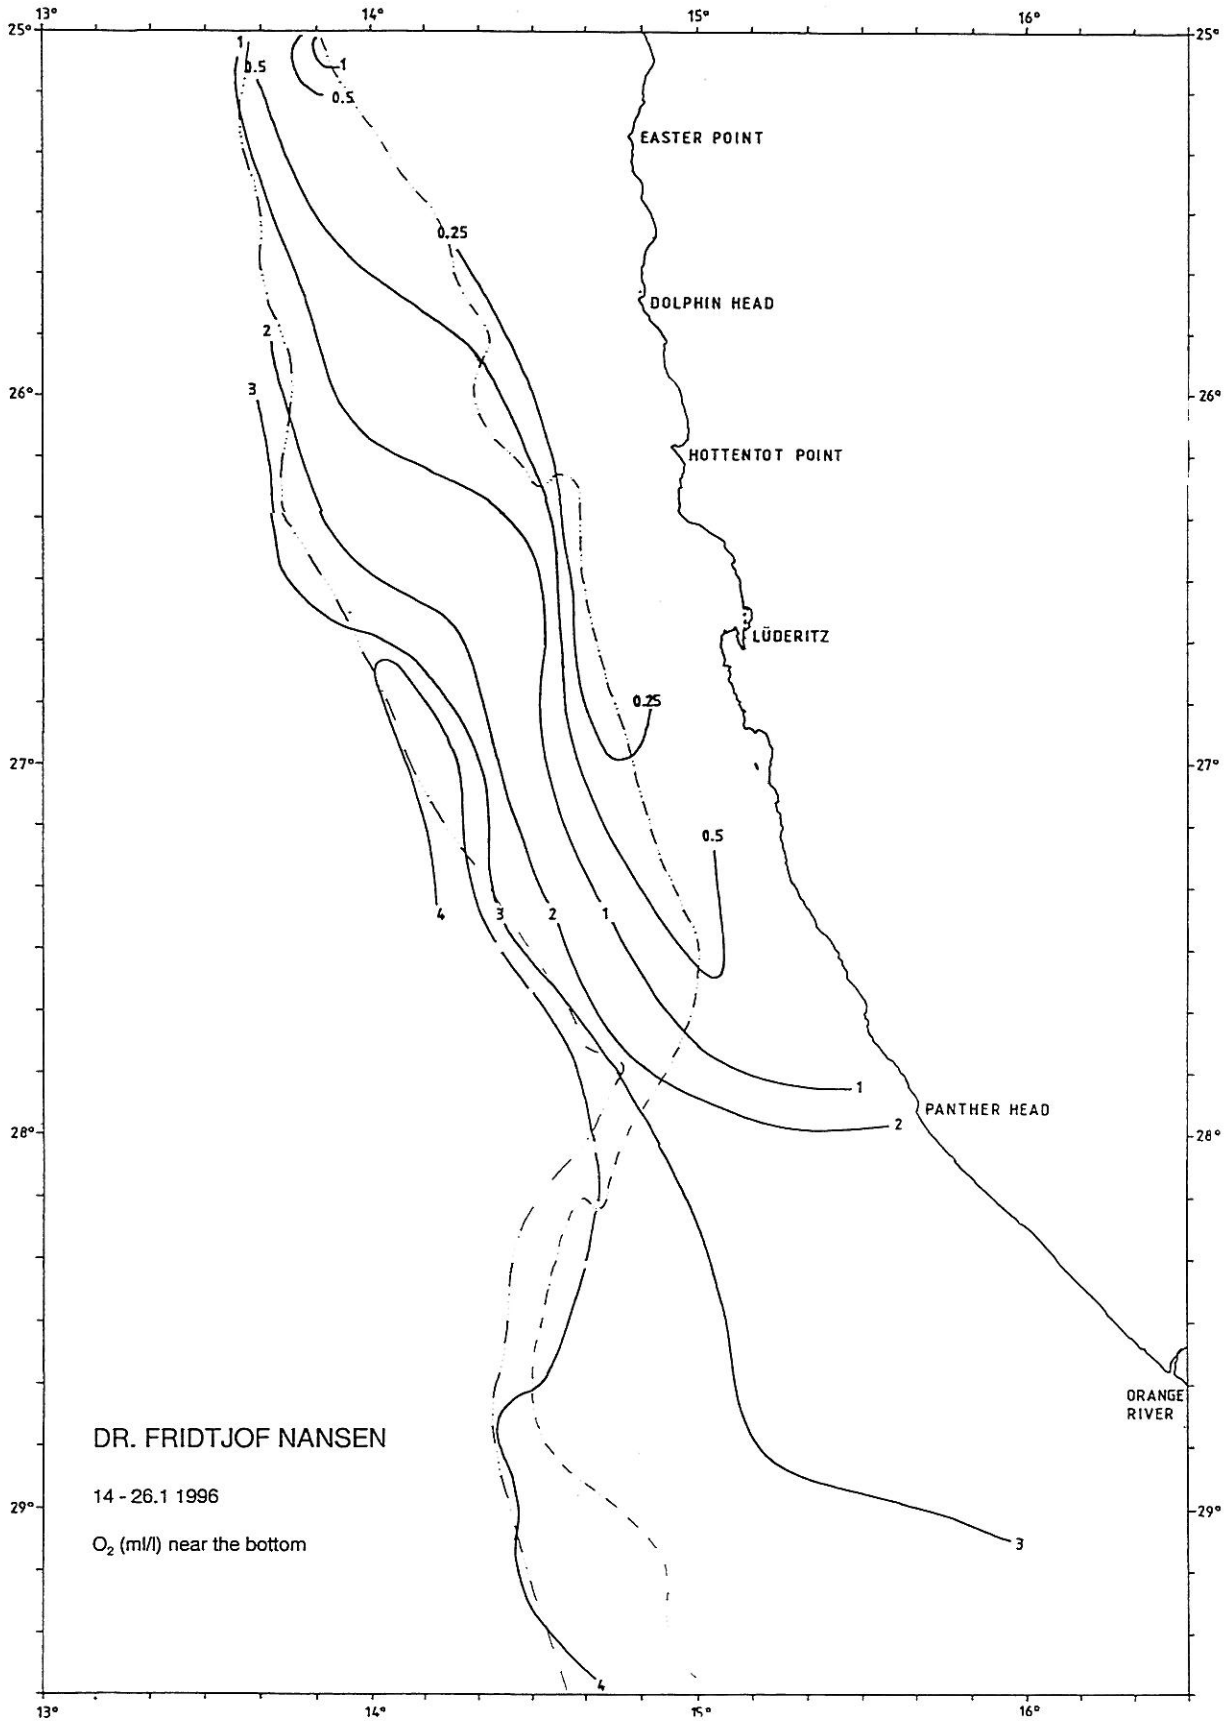 13° 14° 15° 16°
25° 25°
1
0.5 1
0.5
EASTER POINT
0.25
DOLPHIN HEAD
2
3
26° 26°
HOTTENTOT POINT
LÜDERITZ
0.25
27° 27°
0.5
4 3 2 1
1
PANTHER HEAD
2
28° 28°
ORANGE
RIVER
DR. FRIDTJOF NANSEN
14 - 26.1 1996
29° 29°
O₂ (ml/l) near the bottom
3
4
13° 14° 15° 16°